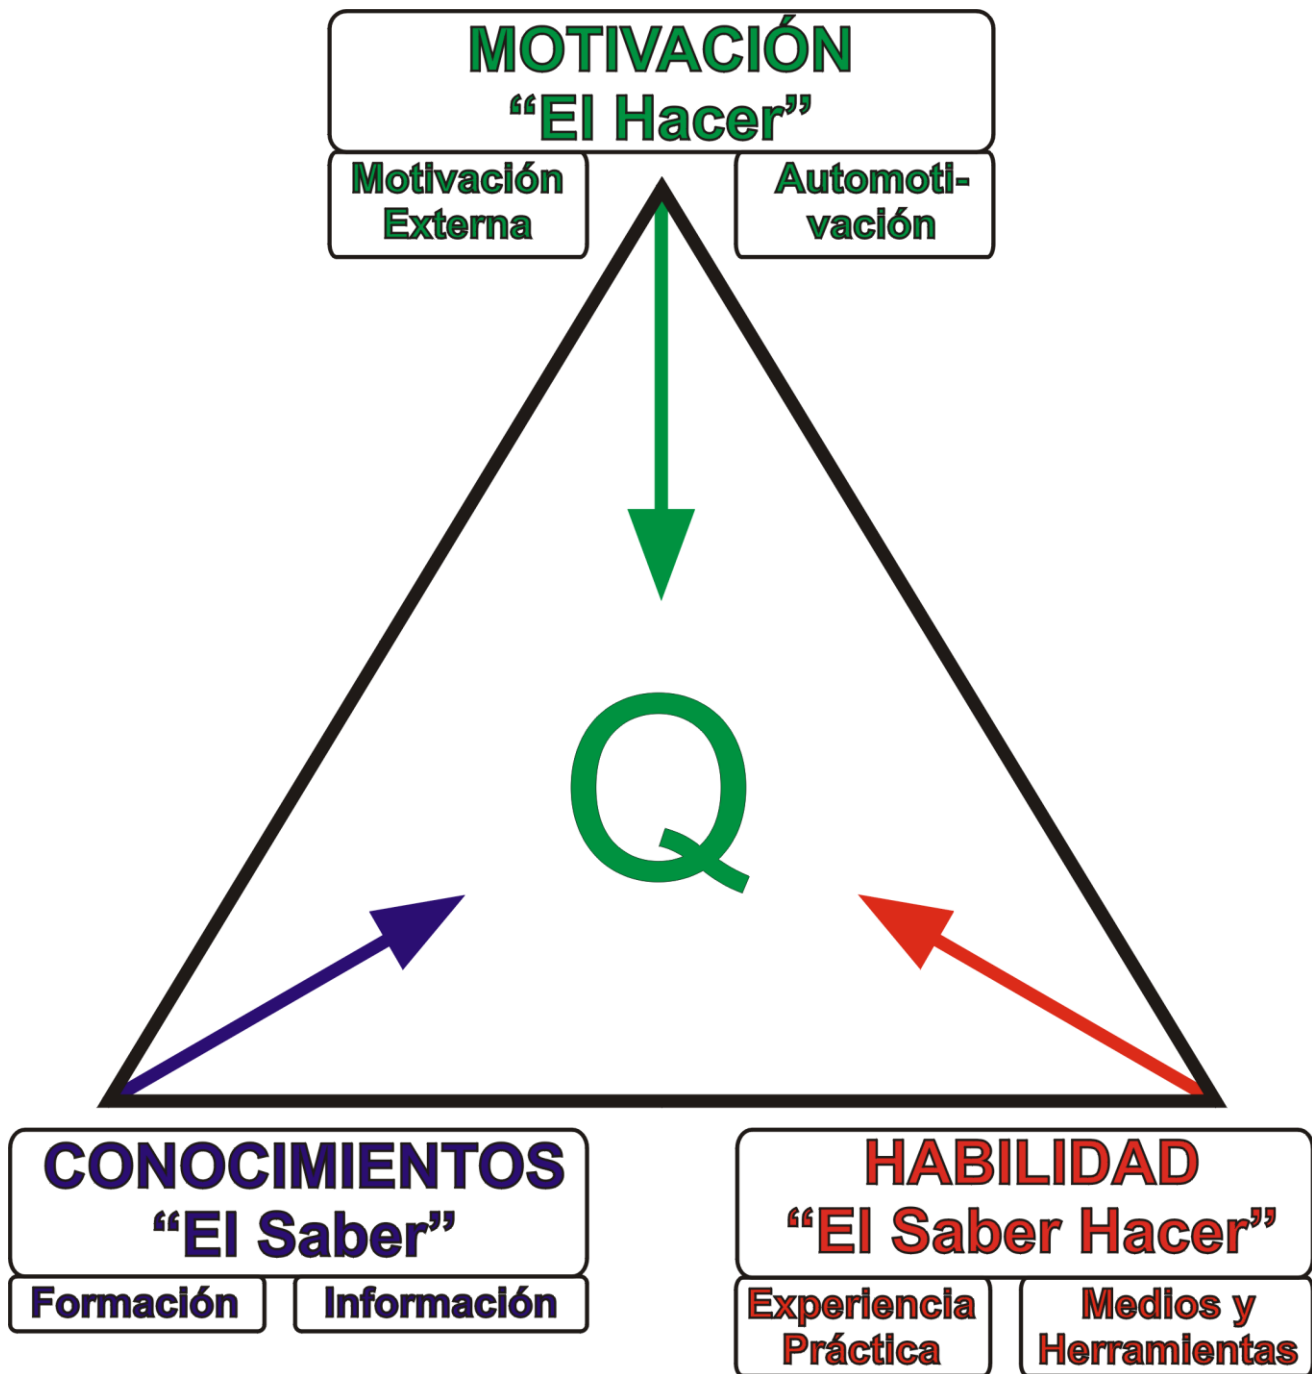 MOTIVACIÓN
“El Hacer”
Motivación
Externa
Automoti-
vación
Q
CONOCIMIENTOS
“El Saber”
Formación
Información
HABILIDAD
“El Saber Hacer”
Experiencia
Práctica
Medios y
Herramientas